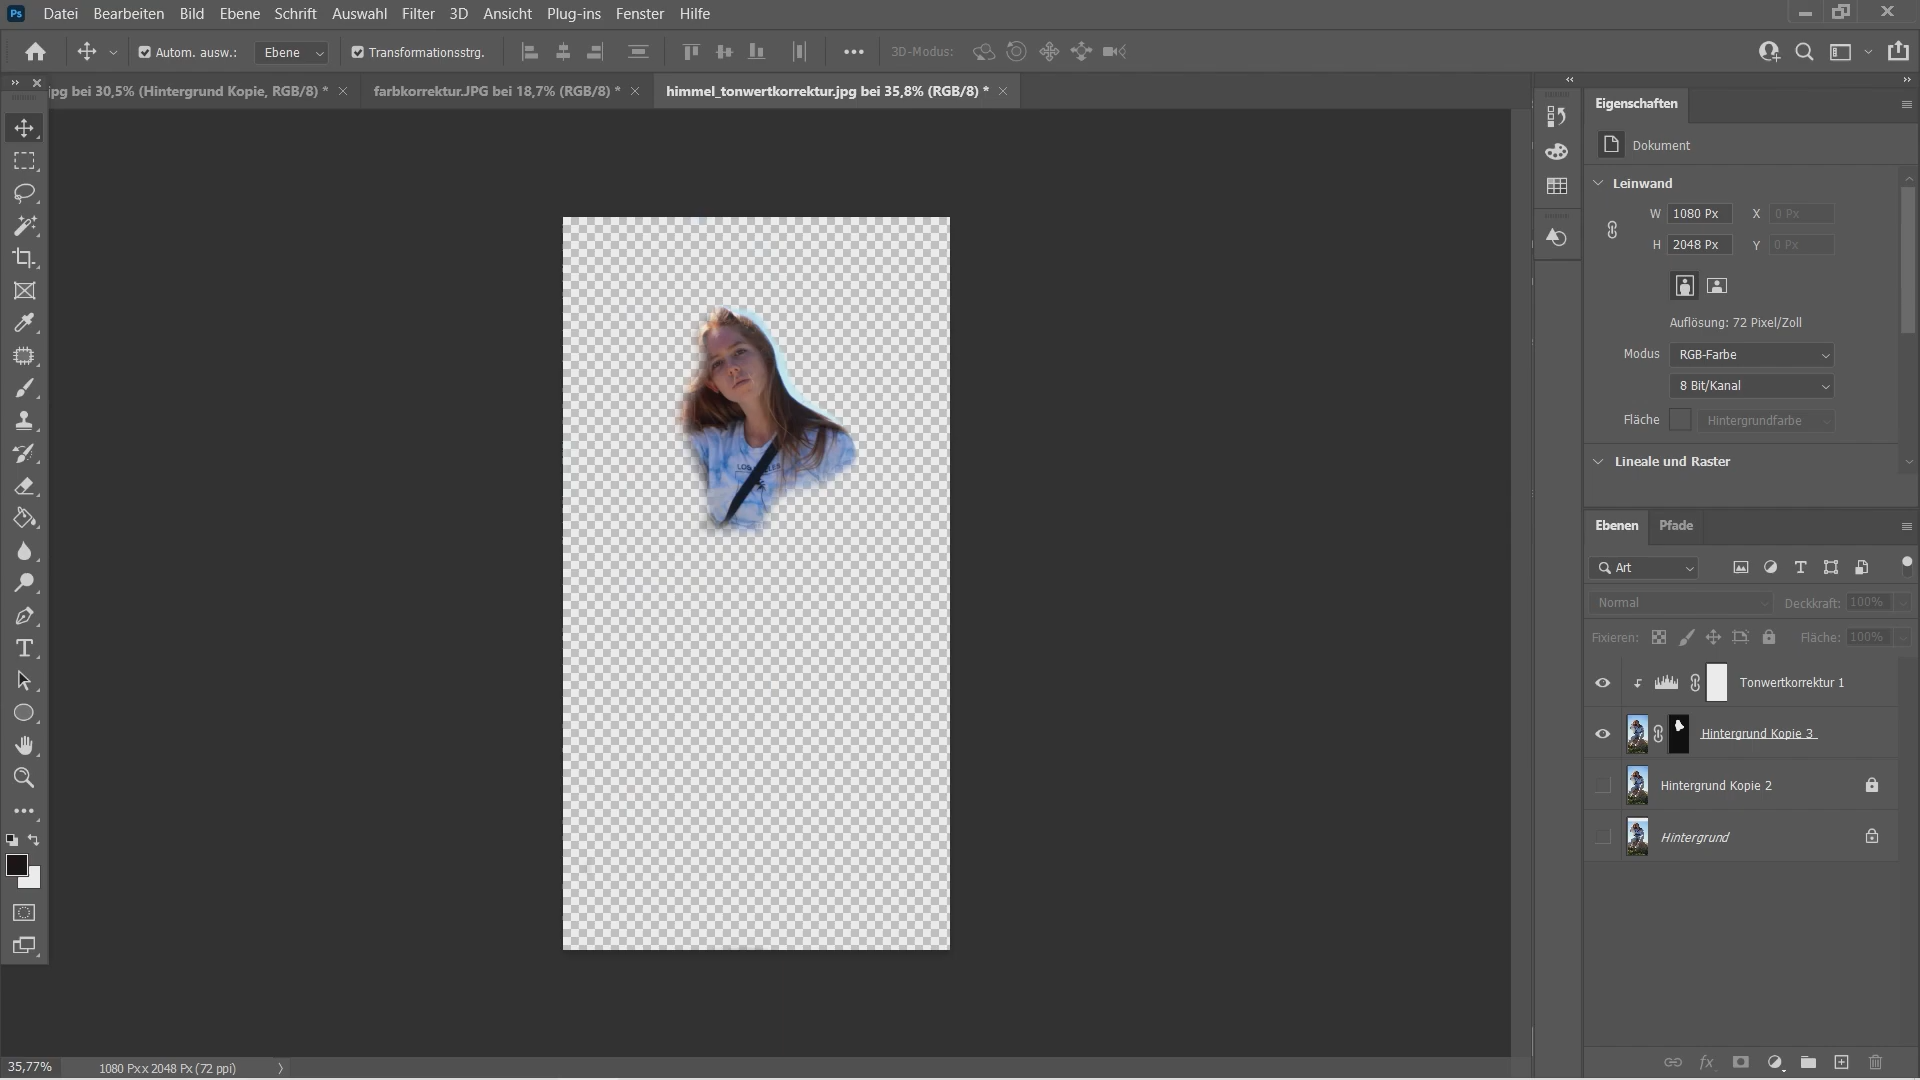 Ps Datei Bearbeiten Bild Ebene Schrift Auswahl Filter 3D Ansicht Plug-ins Fenster Hilfe
Autom. ausw.: Ebene Transformationsstrg. 3D-Modus:
jpg bei 30,5% (Hintergrund Kopie, RGB/8) * farbkorrektur.JPG bei 18,7% (RGB/8) * himmel_tonwertkorrektur.jpg bei 35,8% (RGB/8) *
Eigenschaften
Dokument
Leinwand
W 1080 Px X 0 Px
H 2048 Px Y 0 Px
Auflösung: 72 Pixel/Zoll
Modus RGB-Farbe
8 Bit/Kanal
Fläche Hintergrundfarbe
Lineale und Raster
Ebenen Pfade
Art
Normal Deckkraft: 100%
Fixieren: Fläche: 100%
Tonwertkorrektur 1
Hintergrund Kopie 3
Hintergrund Kopie 2
Hintergrund
fx
35,77% 1080 Px x 2048 Px (72 ppi)